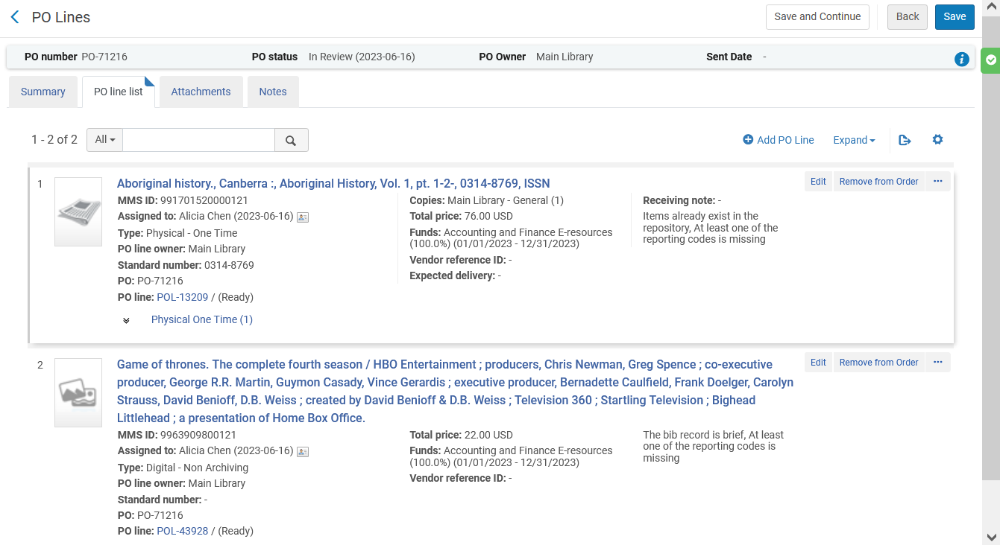 PO Lines
Save and Continue
Back
Save
PO number PO-71216
PO status In Review (2023-06-16)
PO Owner Main Library
Sent Date -
Summary
PO line list
Attachments
Notes
1 - 2 of 2
All
Add PO Line
Expand
1
Aboriginal history., Canberra :, Aboriginal History, Vol. 1, pt. 1-2-, 0314-8769, ISSN
Edit
Remove from Order
MMS ID: 991701520000121
Assigned to: Alicia Chen (2023-06-16)
Type: Physical - One Time
PO line owner: Main Library
Standard number: 0314-8769
PO: PO-71216
PO line: POL-13209 / (Ready)
Physical One Time (1)
Copies: Main Library - General (1)
Total price: 76.00 USD
Funds: Accounting and Finance E-resources
(100.0%) (01/01/2023 - 12/31/2023)
Vendor reference ID: -
Expected delivery: -
Receiving note: -
Items already exist in the
repository, At least one of the
reporting codes is missing
2
Game of thrones. The complete fourth season / HBO Entertainment ; producers, Chris Newman, Greg Spence ; co-executive
producer, George R.R. Martin, Guymon Casady, Vince Gerardis ; executive producer, Bernadette Caulfield, Frank Doelger, Carolyn
Strauss, David Benioff, D.B. Weiss ; created by David Benioff & D.B. Weiss ; Television 360 ; Startling Television ; Bighead
Littlehead ; a presentation of Home Box Office.
Edit
Remove from Order
MMS ID: 9963909800121
Assigned to: Alicia Chen (2023-06-16)
Type: Digital - Non Archiving
PO line owner: Main Library
Standard number: -
PO: PO-71216
PO line: POL-43928 / (Ready)
Total price: 22.00 USD
Funds: Accounting and Finance E-resources
(100.0%) (01/01/2023 - 12/31/2023)
Vendor reference ID: -
The bib record is brief, At least
one of the reporting codes is
missing